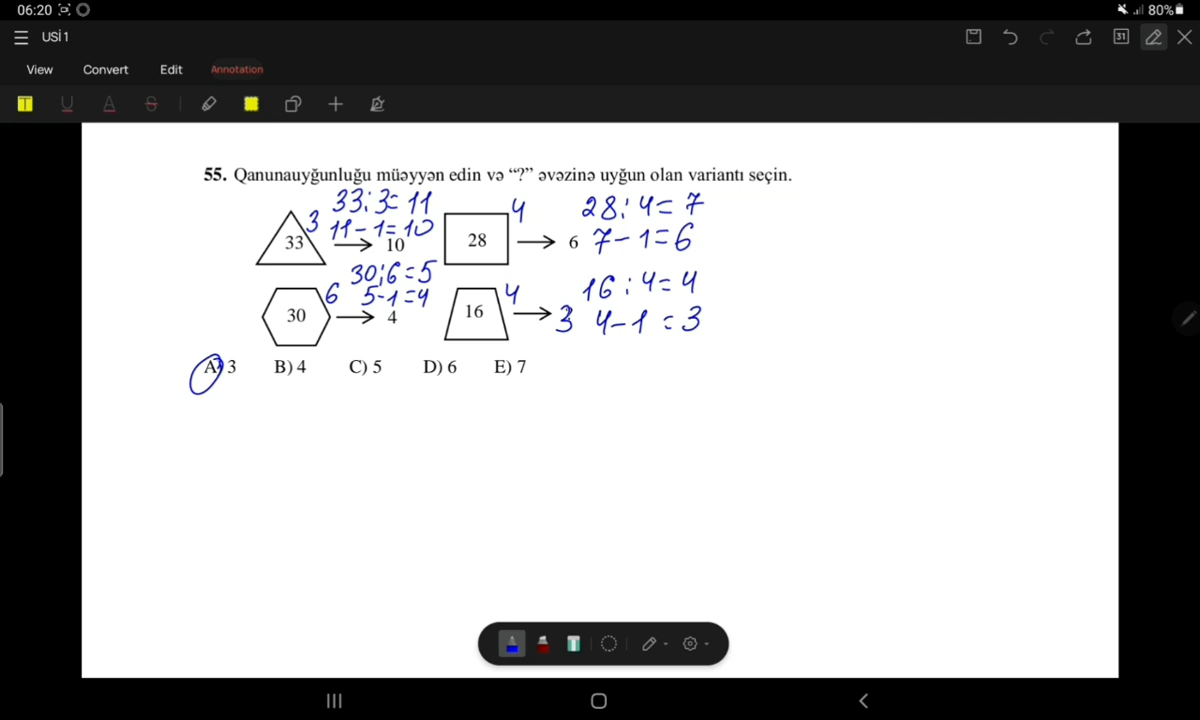 06:20 80%
USİ 1
31
View Convert Edit Annotation
T U A S
55. Qanunauyğunluğu müəyyən edin və “?” əvəzinə uyğun olan variantı seçin.
33:3=11
3 11-1=10
33 10
4 28:4=7
28 6 7-1=6
30:6=5
6 5-1=4
30 4
4 16:4=4
16 3 4-1=3
A) 3 B) 4 C) 5 D) 6 E) 7